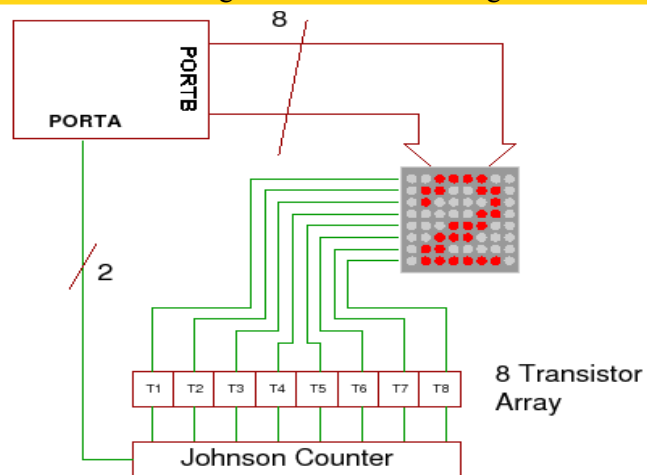 8
PORTB
PORTA
2
T1 T2 T3 T4 T5 T6 T7 T8
8 Transistor
Array
Johnson Counter